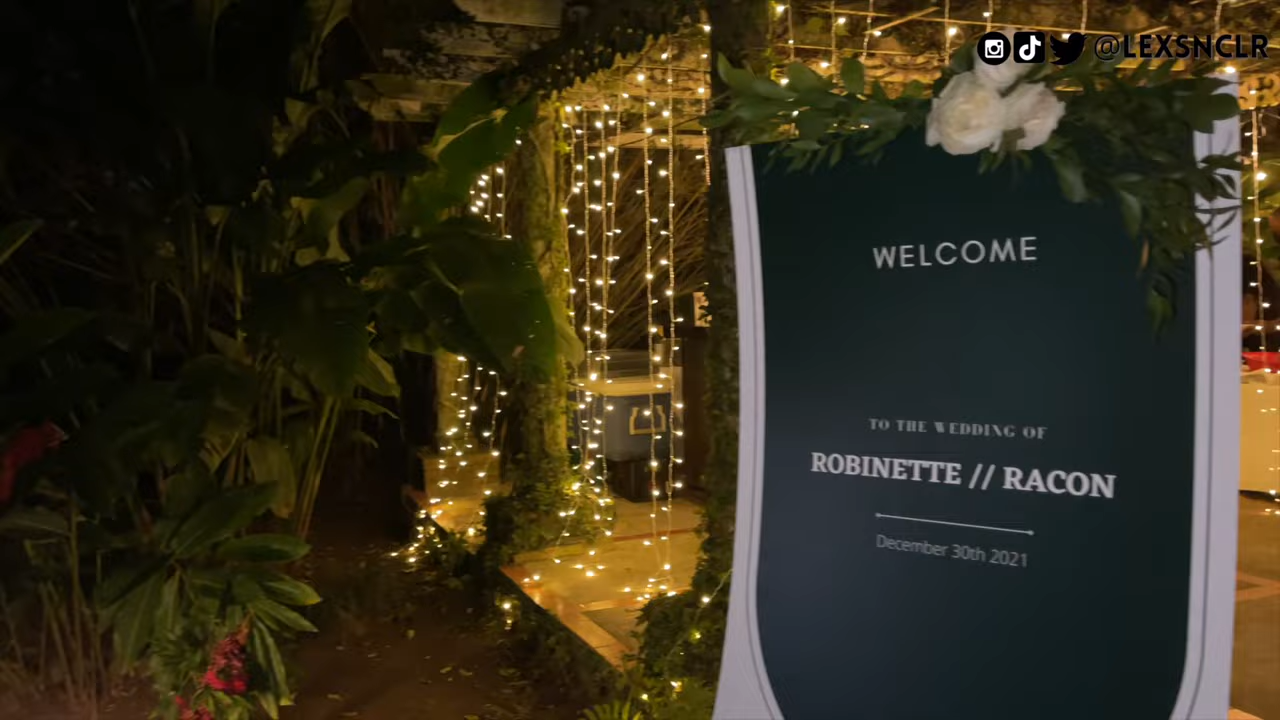 @LEXSNCLR
WELCOME
TO THE WEDDING OF
ROBINETTE // RACON
December 30th 2021